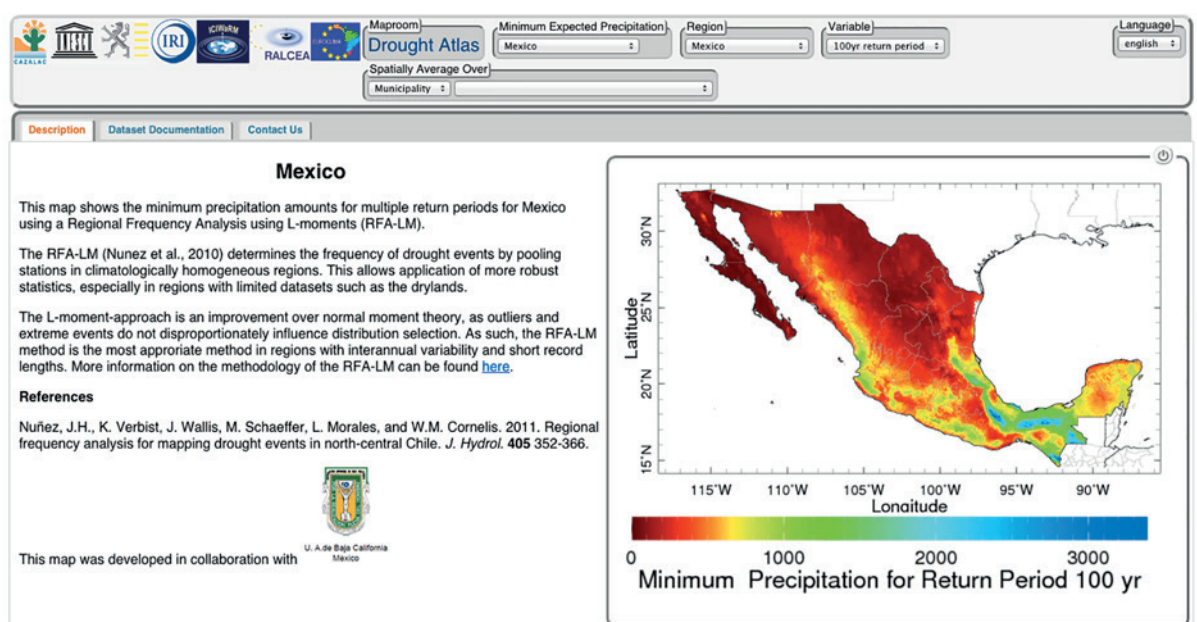 CAZALAC
IRI
ICIWaRM
RALCEA
EUROCLIMA
Maproom
Drought Atlas
Minimum Expected Precipitation
Mexico
Region
Mexico
Variable
100yr return period
Language
english
Spatially Average Over
Municipality
Description
Dataset Documentation
Contact Us
Mexico
This map shows the minimum precipitation amounts for multiple return periods for Mexico
using a Regional Frequency Analysis using L-moments (RFA-LM).
The RFA-LM (Nunez et al., 2010) determines the frequency of drought events by pooling
stations in climatologically homogeneous regions. This allows application of more robust
statistics, especially in regions with limited datasets such as the drylands.
The L-moment-approach is an improvement over normal moment theory, as outliers and
extreme events do not disproportionately influence distribution selection. As such, the RFA-LM
method is the most approriate method in regions with interannual variability and short record
lengths. More information on the methodology of the RFA-LM can be found here.
References
Nuñez, J.H., K. Verbist, J. Wallis, M. Schaeffer, L. Morales, and W.M. Cornelis. 2011. Regional
frequency analysis for mapping drought events in north-central Chile. J. Hydrol. 405 352-366.
This map was developed in collaboration with
U. A.de Baja California
Mexico
Latitude
30°N
25°N
20°N
15°N
115°W 110°W 105°W 100°W 95°W 90°W
Longitude
0 1000 2000 3000
Minimum Precipitation for Return Period 100 yr